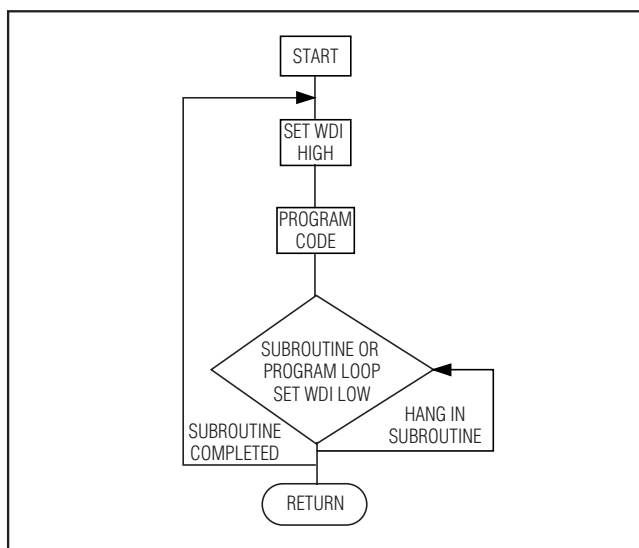 START
SET WDI
HIGH
PROGRAM
CODE
SUBROUTINE OR
PROGRAM LOOP
SET WDI LOW
HANG IN
SUBROUTINE
SUBROUTINE
COMPLETED
RETURN